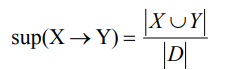 sup(X → Y) = |X ∪ Y| / |D|